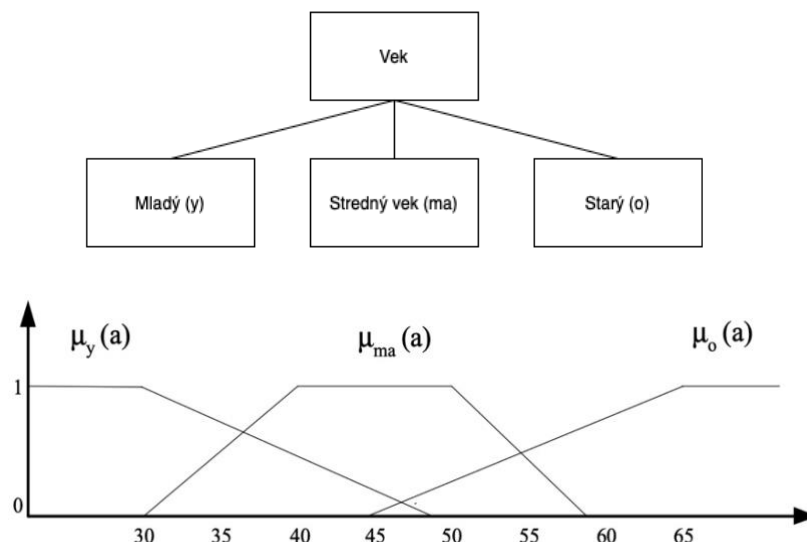 Vek
Mladý (y)
Stredný vek (ma)
Starý (o)
μy (a)
μma (a)
μo (a)
1
0
30 35 40 45 50 55 60 65